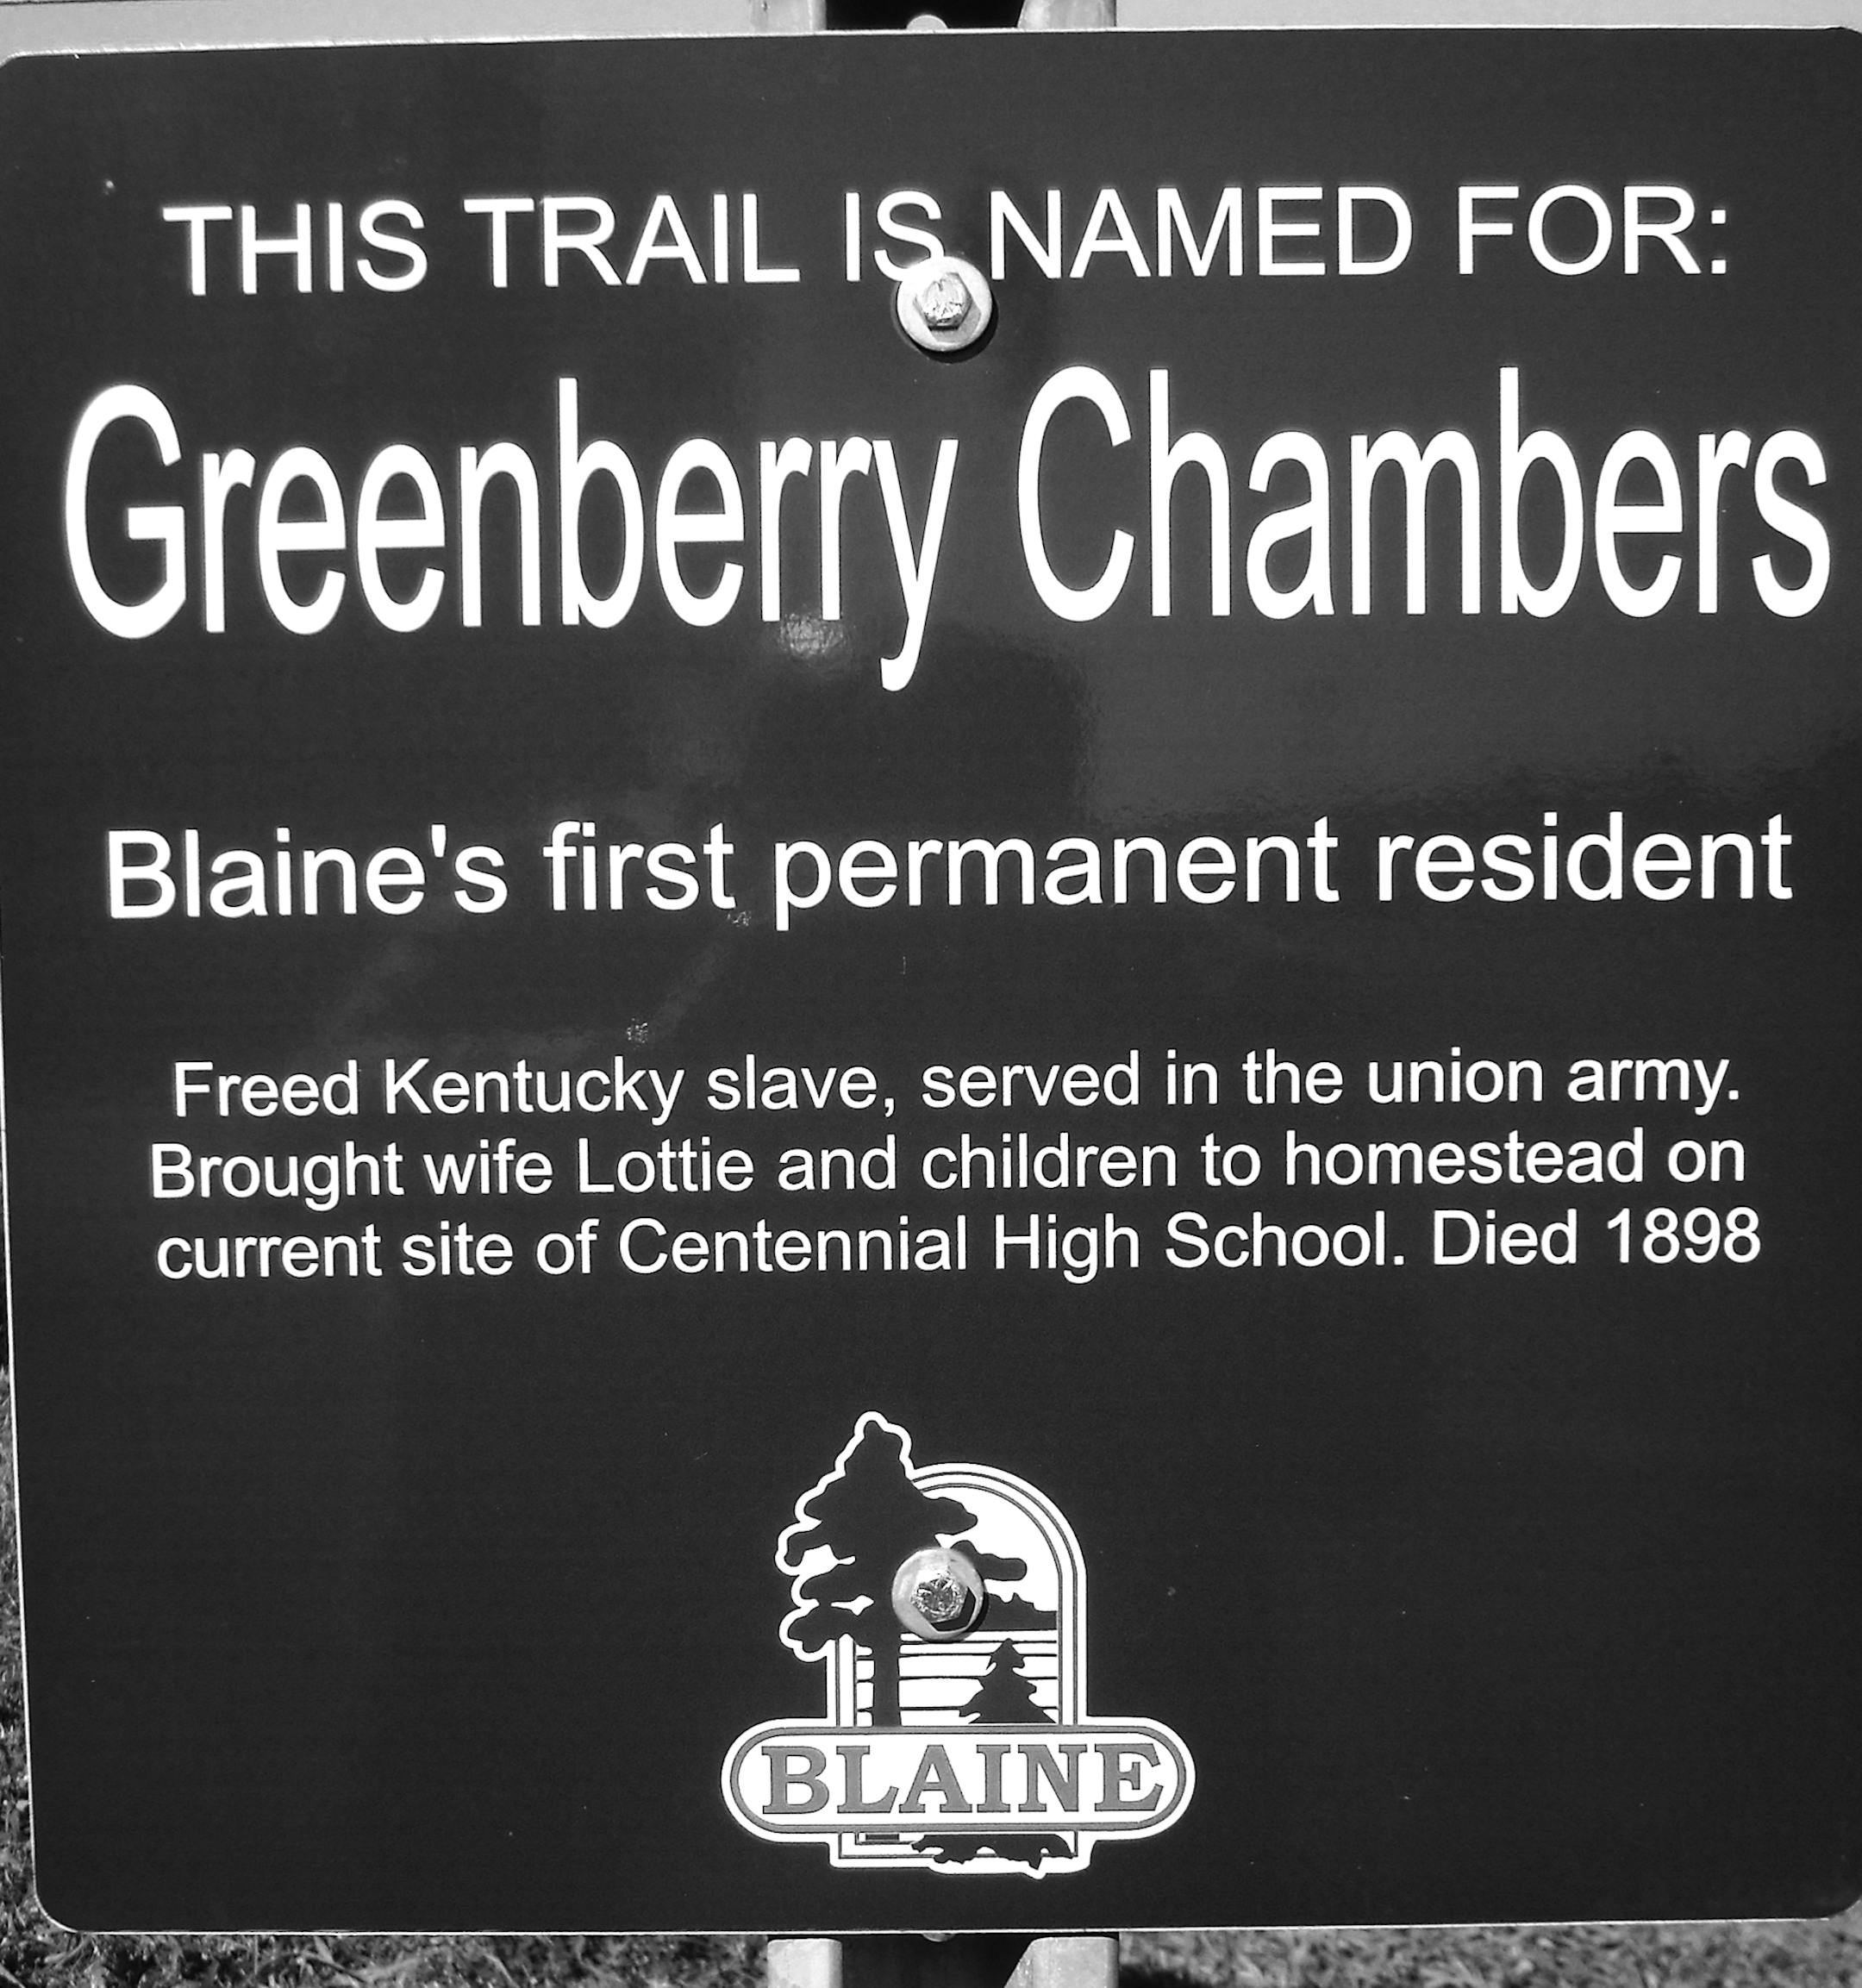 THIS TRAIL IS NAMED FOR:
Greenberry Chambers
Blaine's first permanent resident
Freed Kentucky slave, served in the union army.
Brought wife Lottie and children to homestead on
current site of Centennial High School. Died 1898
BLAINE